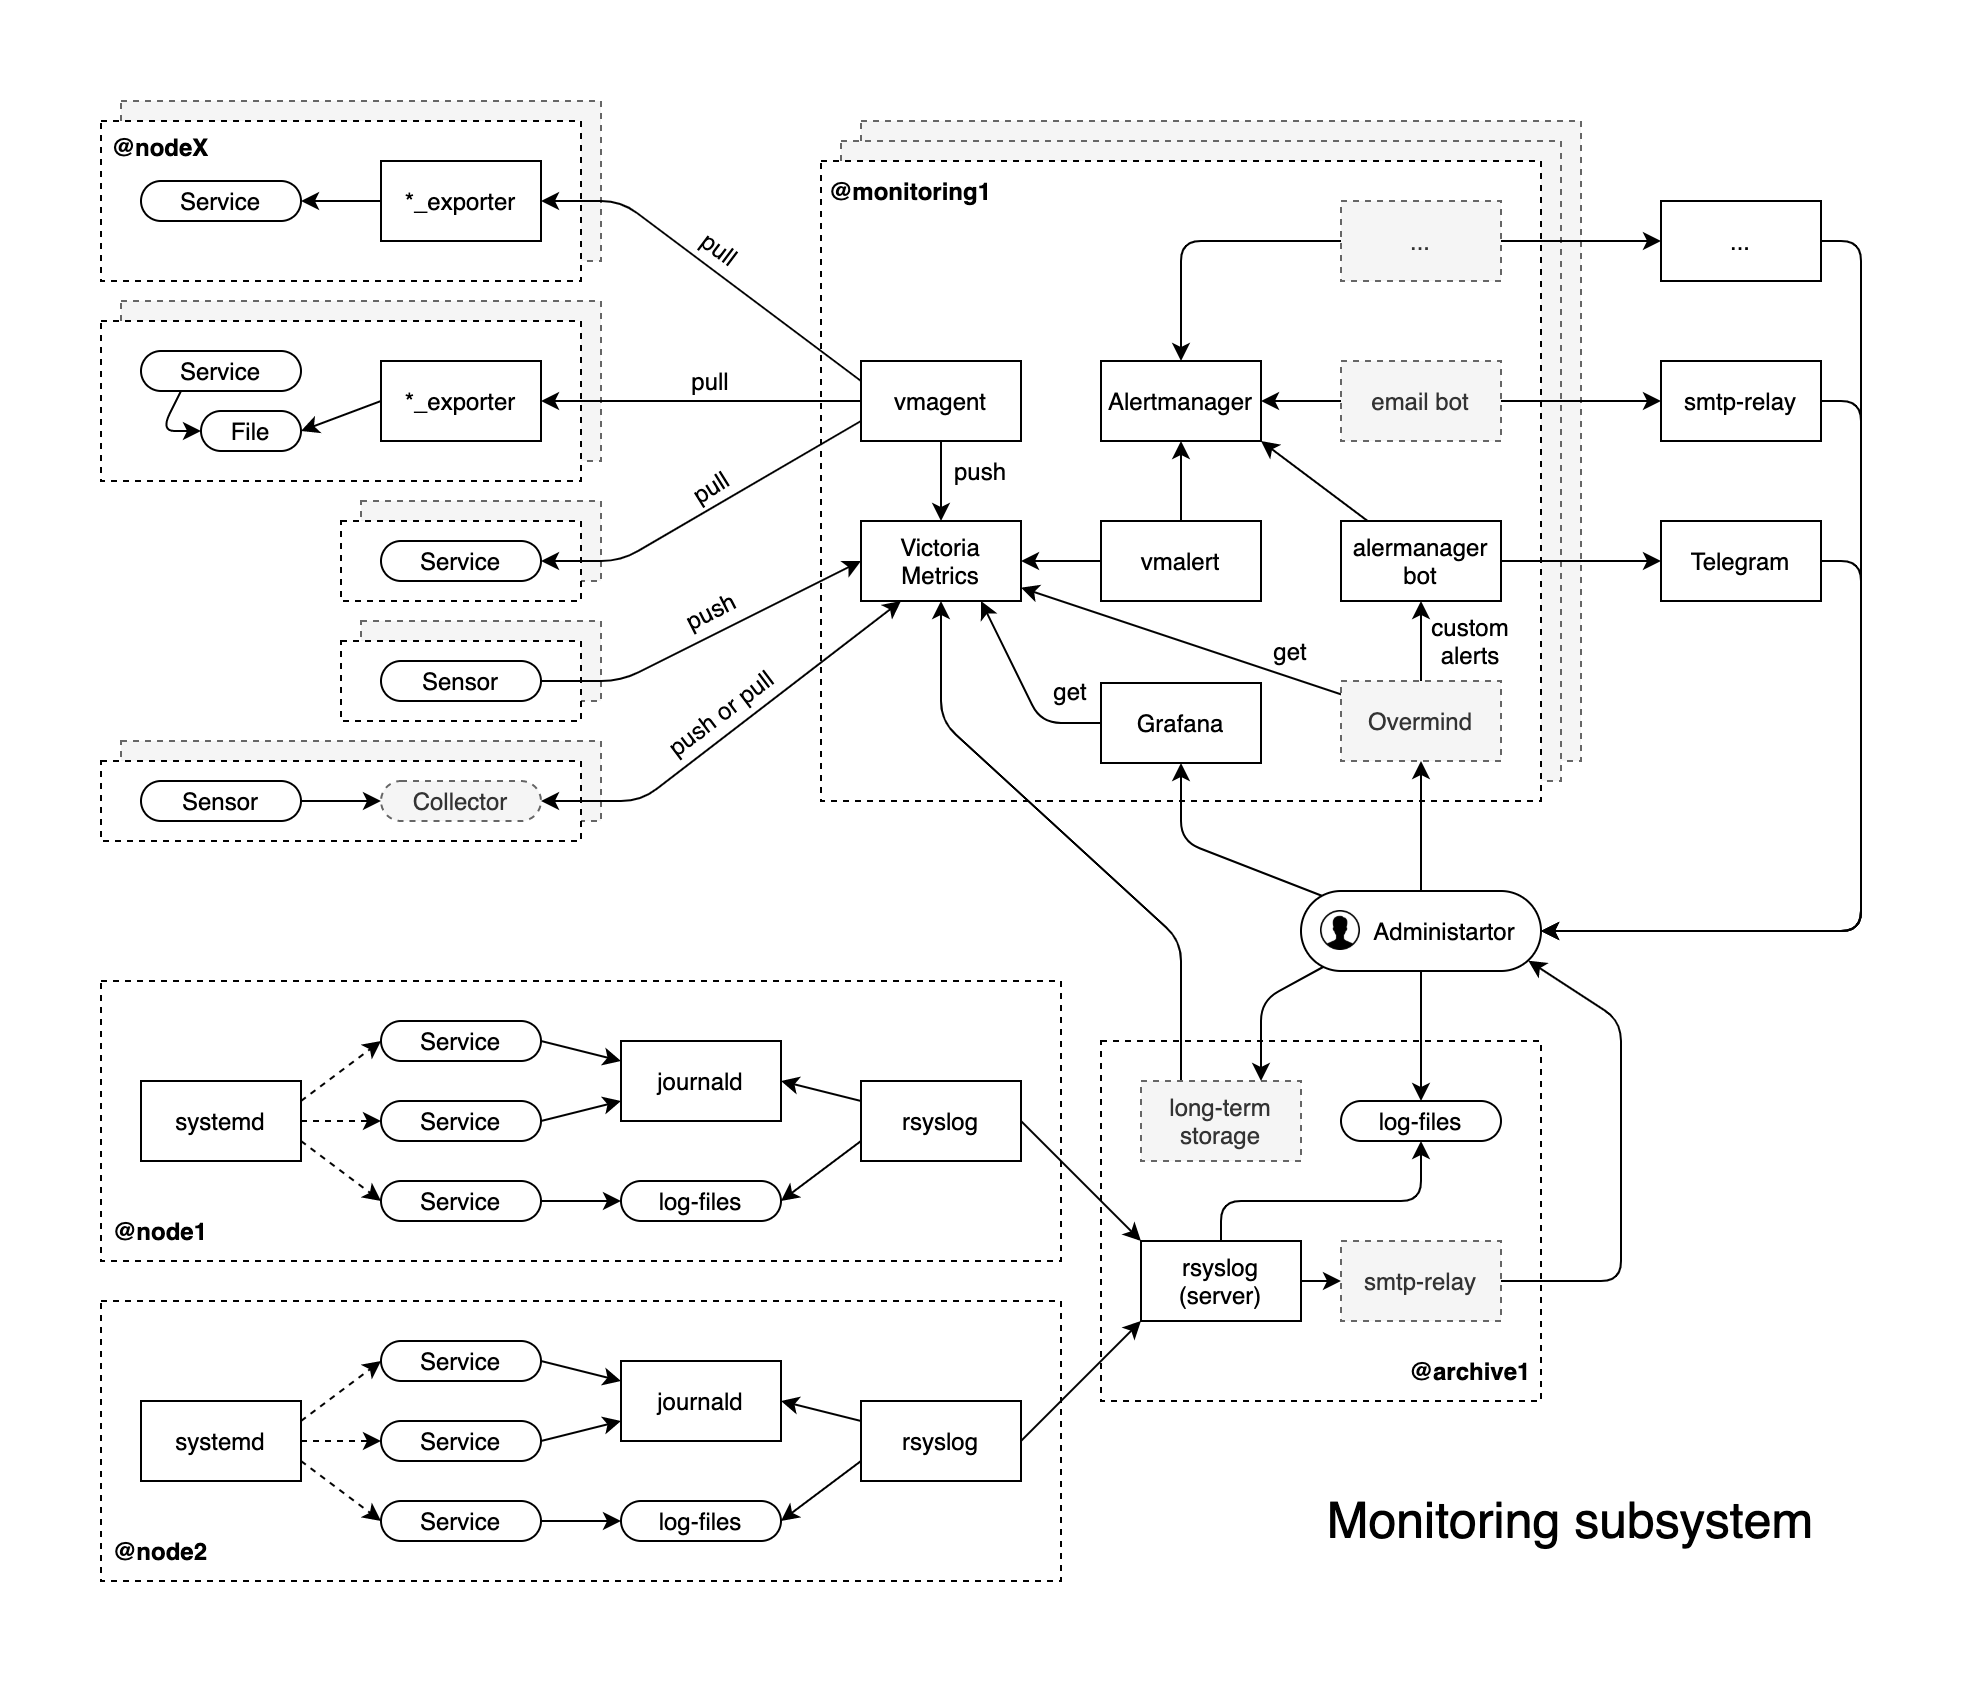 @nodeX
Service
*_exporter
pull
@monitoring1
...
...
Service
File
*_exporter
pull
vmagent
Alertmanager
email bot
smtp-relay
push
pull
Service
Victoria
Metrics
vmalert
alermanager
bot
Telegram
push
custom
alerts
get
Sensor
get
Grafana
Overmind
push or pull
Sensor
Collector
Administartor
systemd
Service
Service
Service
journald
log-files
rsyslog
@node1
long-term
storage
log-files
rsyslog
(server)
smtp-relay
@archive1
systemd
Service
Service
Service
journald
log-files
rsyslog
@node2
Monitoring subsystem